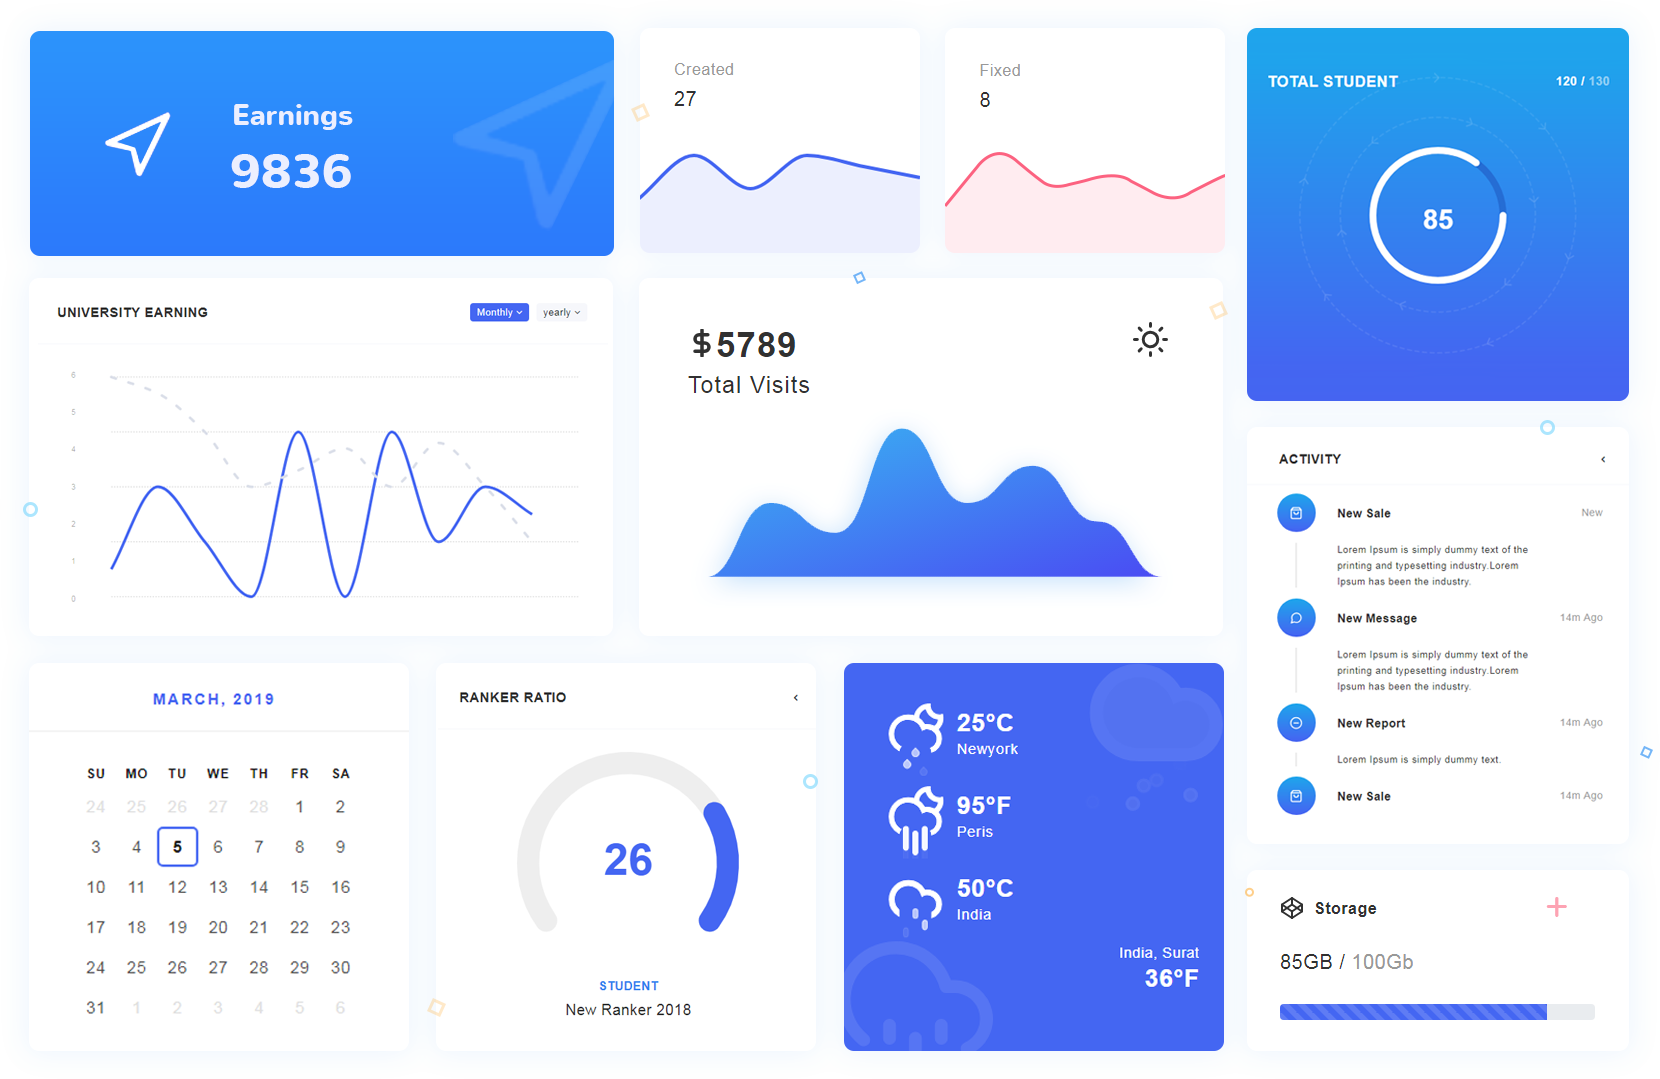 Earnings
9836
Created
27
Fixed
8
TOTAL STUDENT
120 / 130
85
UNIVERSITY EARNING
Monthly
yearly
6
5
4
3
2
1
0
$5789
Total Visits
ACTIVITY
New Sale
New
Lorem Ipsum is simply dummy text of the
printing and typesetting industry.Lorem
Ipsum has been the industry.
New Message
14m Ago
Lorem Ipsum is simply dummy text of the
printing and typesetting industry.Lorem
Ipsum has been the industry.
New Report
14m Ago
Lorem Ipsum is simply dummy text.
New Sale
14m Ago
MARCH, 2019
SU MO TU WE TH FR SA
24 25 26 27 28 1 2
3 4 5 6 7 8 9
10 11 12 13 14 15 16
17 18 19 20 21 22 23
24 25 26 27 28 29 30
31 1 2 3 4 5 6
RANKER RATIO
26
STUDENT
New Ranker 2018
25°C
Newyork
95°F
Peris
50°C
India
India, Surat
36°F
Storage
85GB / 100Gb